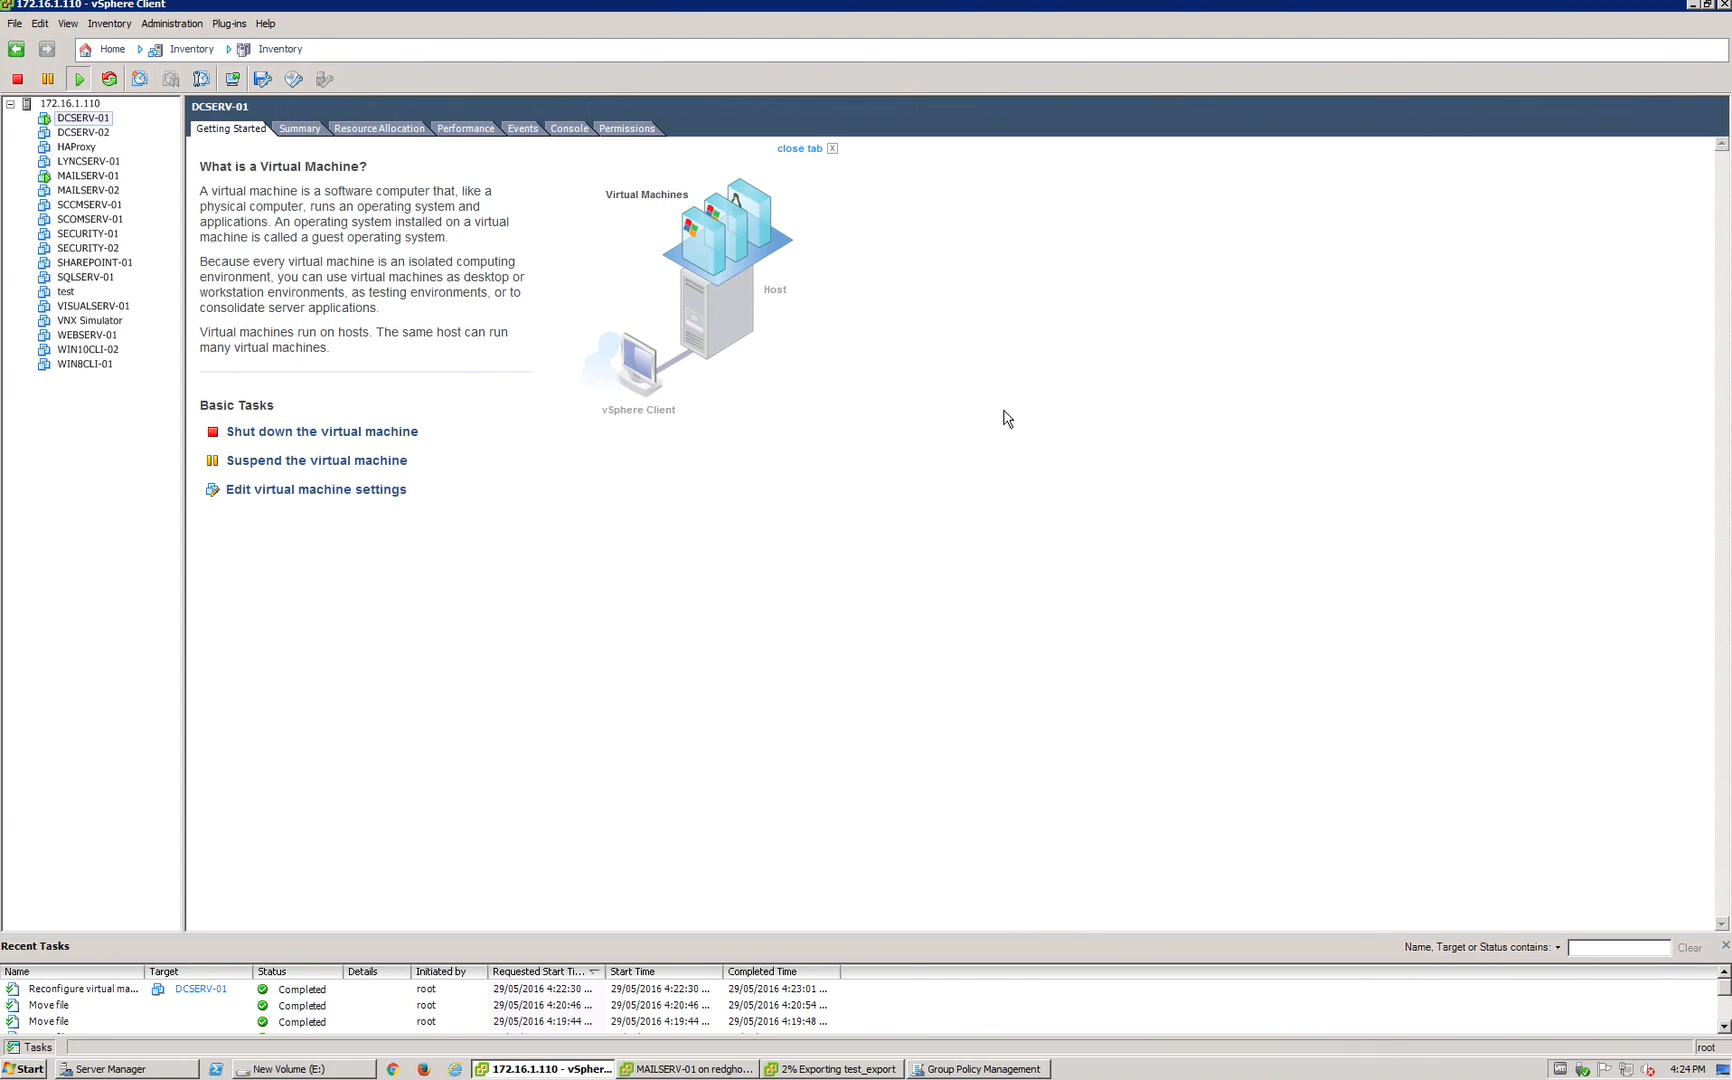 172.16.1.110 - vSphere Client
File Edit View Inventory Administration Plug-ins Help
Home Inventory Inventory
172.16.1.110
DCSERV-01
DCSERV-02
HAProxy
LYNCSERV-01
MAILSERV-01
MAILSERV-02
SCCMSERV-01
SCOMSERV-01
SECURITY-01
SECURITY-02
SHAREPOINT-01
SQLSERV-01
test
VISUALSERV-01
VNX Simulator
WEBSERV-01
WIN10CLI-02
WIN8CLI-01
DCSERV-01
Getting Started Summary Resource Allocation Performance Events Console Permissions
close tab X
What is a Virtual Machine?
A virtual machine is a software computer that, like a
physical computer, runs an operating system and
applications. An operating system installed on a virtual
machine is called a guest operating system.
Because every virtual machine is an isolated computing
environment, you can use virtual machines as desktop or
workstation environments, as testing environments, or to
consolidate server applications.
Virtual machines run on hosts. The same host can run
many virtual machines.
Virtual Machines
Host
vSphere Client
Basic Tasks
Shut down the virtual machine
Suspend the virtual machine
Edit virtual machine settings
Recent Tasks
Name, Target or Status contains: Clear
Name Target Status Details Initiated by Requested Start Ti... Start Time Completed Time
Reconfigure virtual ma... DCSERV-01 Completed root 29/05/2016 4:22:30 ... 29/05/2016 4:22:30 ... 29/05/2016 4:23:01 ...
Move file Completed root 29/05/2016 4:20:46 ... 29/05/2016 4:20:46 ... 29/05/2016 4:20:54 ...
Move file Completed root 29/05/2016 4:19:44 ... 29/05/2016 4:19:44 ... 29/05/2016 4:19:48 ...
Tasks root
Start Server Manager New Volume (E:) 172.16.1.110 - vSpher... MAILSERV-01 on redgho... 2% Exporting test_export Group Policy Management 4:24 PM